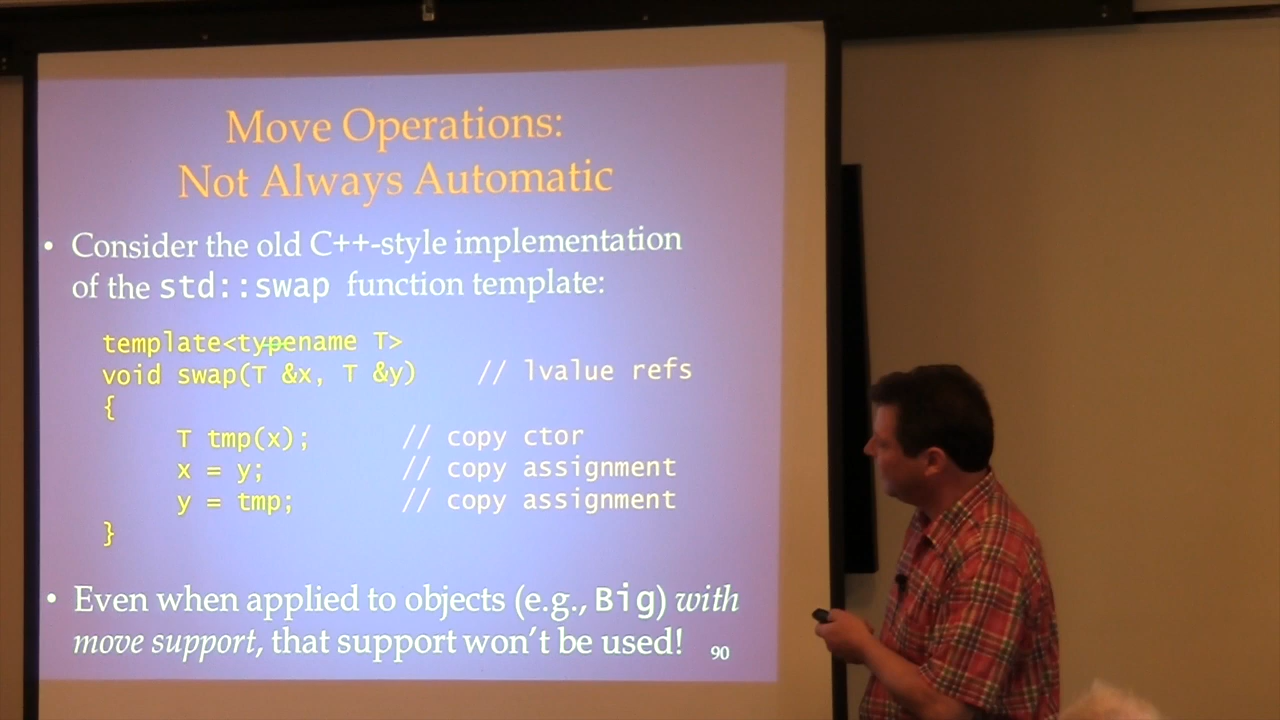 Move Operations:
Not Always Automatic
• Consider the old C++-style implementation
of the std::swap function template:
template<typename T>
void swap(T &x, T &y) // lvalue refs
{
T tmp(x); // copy ctor
x = y; // copy assignment
y = tmp; // copy assignment
}
• Even when applied to objects (e.g., Big) with
move support, that support won't be used!
90